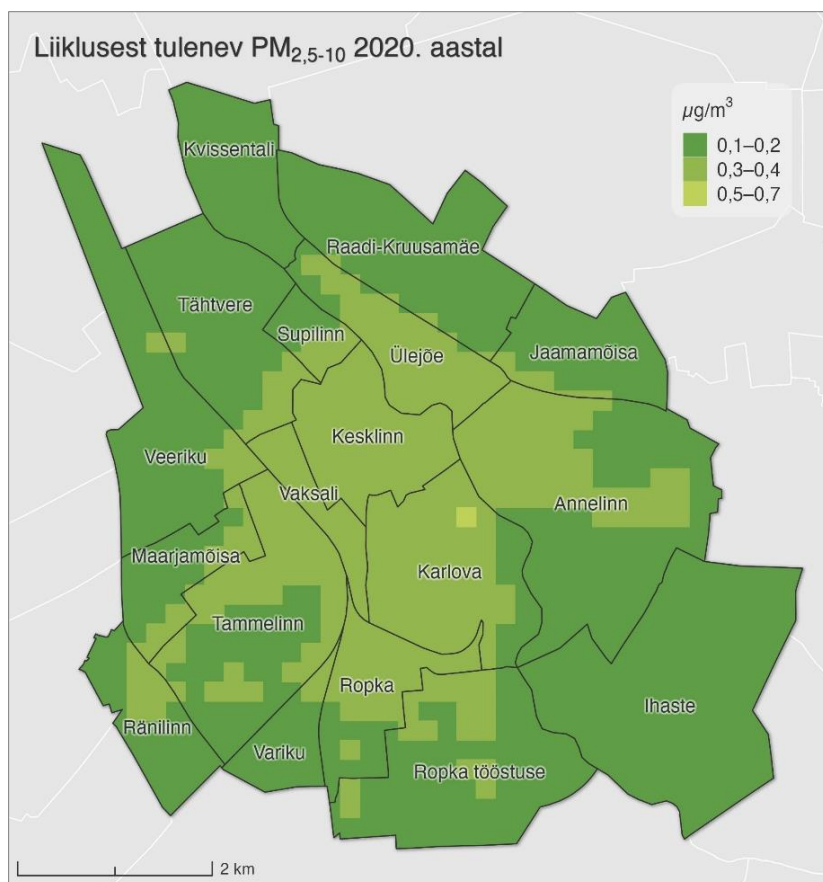 Liiklusest tulenev PM2,5-10 2020. aastal
µg/m³
0,1–0,2
0,3–0,4
0,5–0,7
Kvissentali
Raadi-Kruusamäe
Tähtvere
Supilinn
Ülejõe
Jaamamõisa
Kesklinn
Veeriku
Vaksali
Annelinn
Maarjamõisa
Karlova
Tammelinn
Ropka
Ihaste
Ränilinn
Variku
Ropka tööstuse
2 km